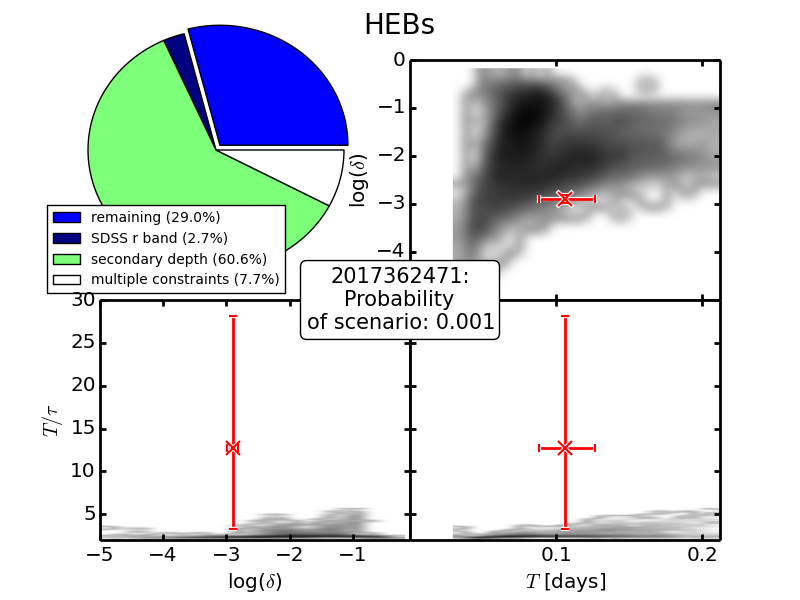 HEBs
remaining (29.0%)
SDSS r band (2.7%)
secondary depth (60.6%)
multiple constraints (7.7%)
0
−1
−2
−3
−4
log(δ)
2017362471:
Probability
of scenario: 0.001
30
25
20
15
10
5
T/τ
−5 −4 −3 −2 −1
log(δ)
0.1 0.2
T [days]